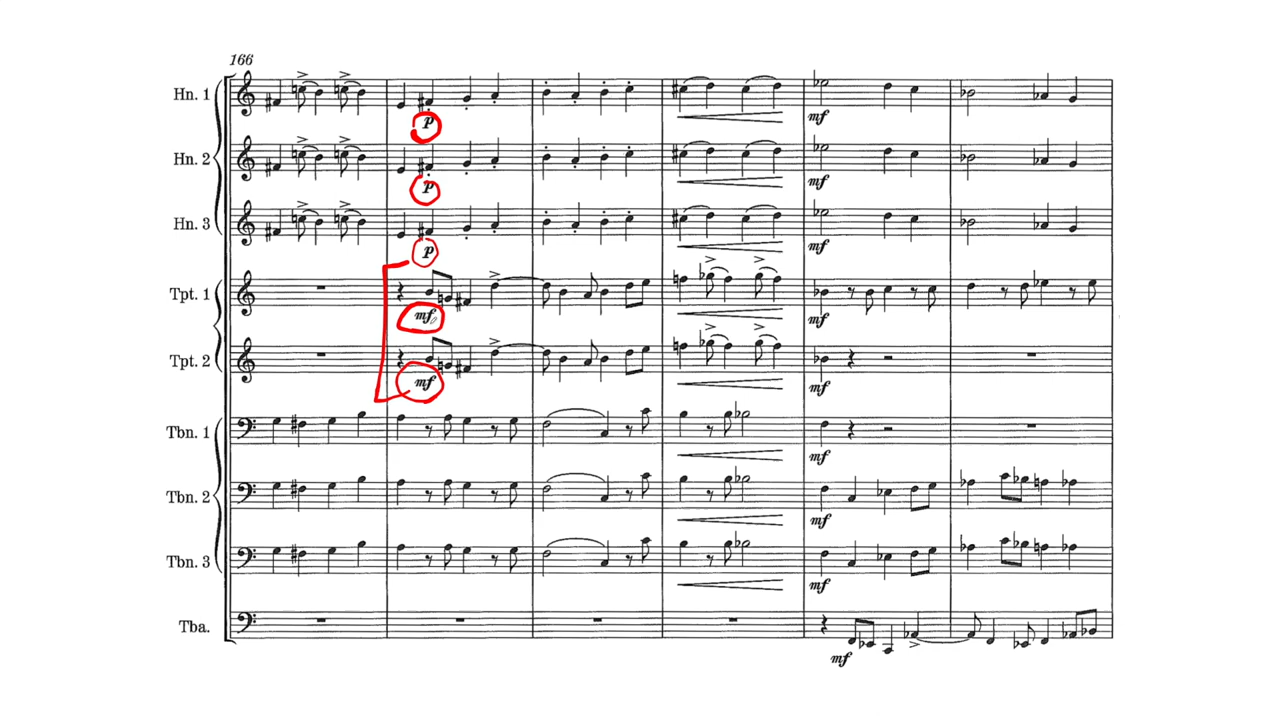 166
Hn. 1
p
mf
Hn. 2
p
mf
Hn. 3
p
mf
Tpt. 1
mf
mf
Tpt. 2
mf
mf
Tbn. 1
mf
Tbn. 2
mf
Tbn. 3
mf
Tba.
mf